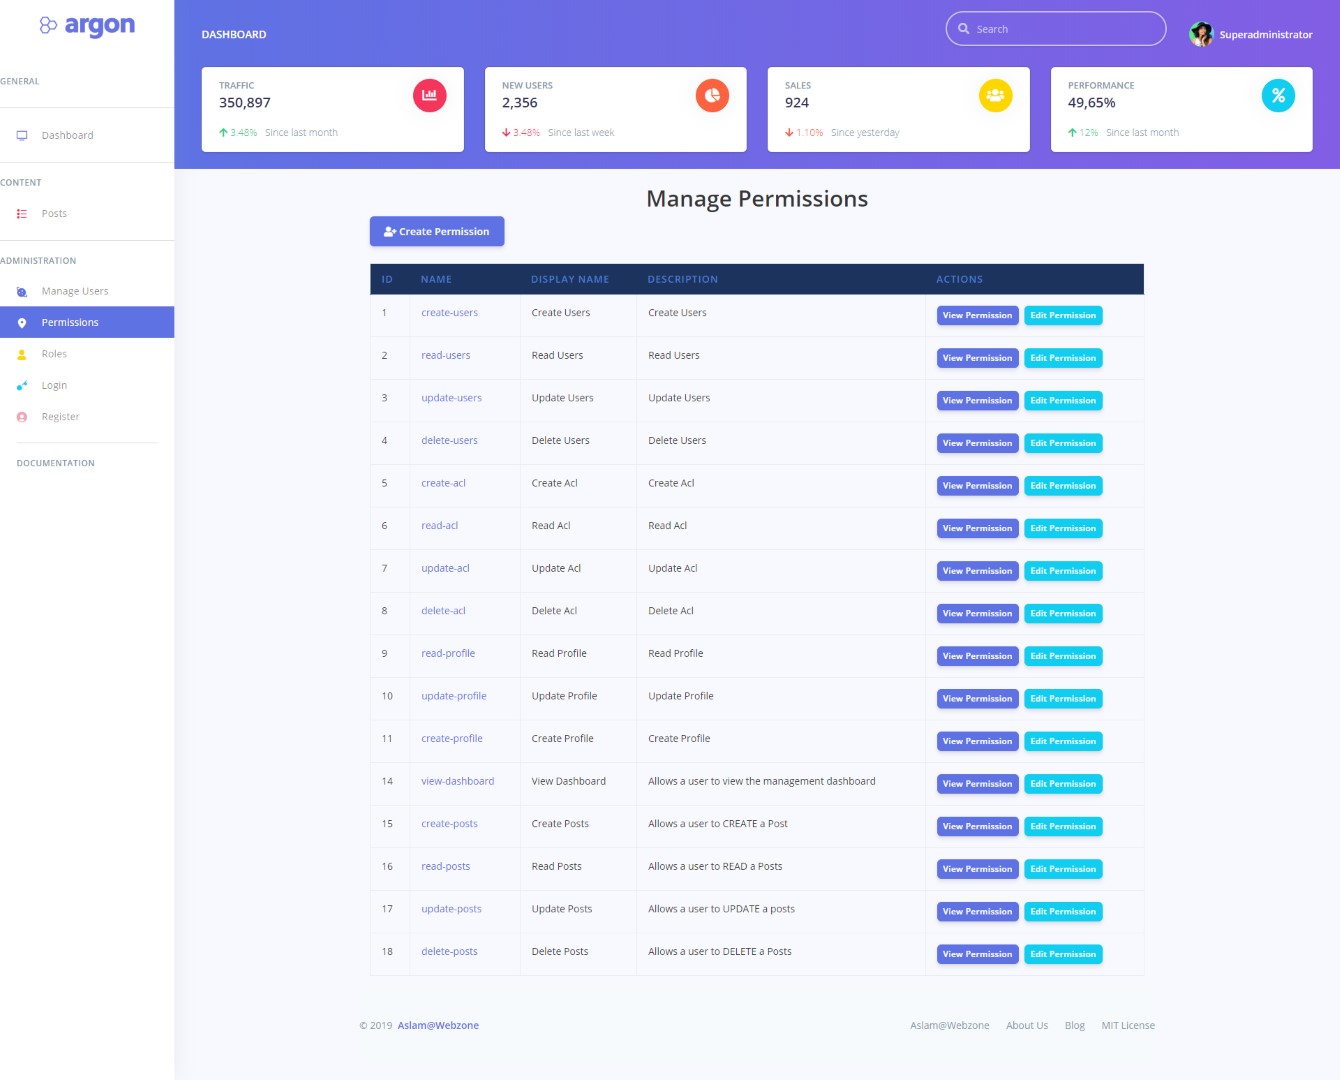 argon
GENERAL
Dashboard
CONTENT
Posts
ADMINISTRATION
Manage Users
Permissions
Roles
Login
Register
DOCUMENTATION
DASHBOARD
Search
Superadministrator
TRAFFIC
350,897
3.48% Since last month
NEW USERS
2,356
3.48% Since last week
SALES
924
1.10% Since yesterday
PERFORMANCE
49,65%
12% Since last month
Manage Permissions
Create Permission
ID NAME DISPLAY NAME DESCRIPTION ACTIONS
1 create-users Create Users Create Users View Permission Edit Permission
2 read-users Read Users Read Users View Permission Edit Permission
3 update-users Update Users Update Users View Permission Edit Permission
4 delete-users Delete Users Delete Users View Permission Edit Permission
5 create-acl Create Acl Create Acl View Permission Edit Permission
6 read-acl Read Acl Read Acl View Permission Edit Permission
7 update-acl Update Acl Update Acl View Permission Edit Permission
8 delete-acl Delete Acl Delete Acl View Permission Edit Permission
9 read-profile Read Profile Read Profile View Permission Edit Permission
10 update-profile Update Profile Update Profile View Permission Edit Permission
11 create-profile Create Profile Create Profile View Permission Edit Permission
14 view-dashboard View Dashboard Allows a user to view the management dashboard View Permission Edit Permission
15 create-posts Create Posts Allows a user to CREATE a Post View Permission Edit Permission
16 read-posts Read Posts Allows a user to READ a Posts View Permission Edit Permission
17 update-posts Update Posts Allows a user to UPDATE a posts View Permission Edit Permission
18 delete-posts Delete Posts Allows a user to DELETE a Posts View Permission Edit Permission
© 2019 Aslam@Webzone Aslam@Webzone About Us Blog MIT License